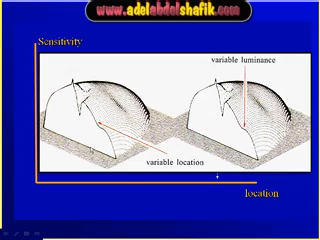 www.adelabdelshafik.com
Sensitivity
variable luminance
variable location
location